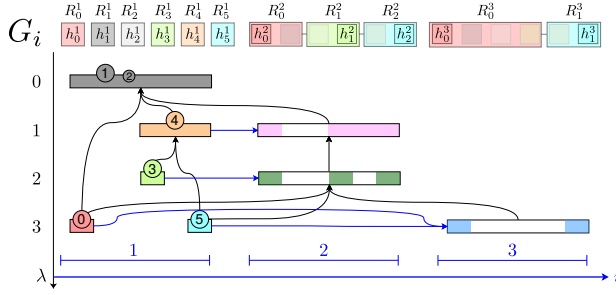 G_i
R_0^1 R_1^1 R_2^1 R_3^1 R_4^1 R_5^1 R_0^2 R_1^2 R_2^2 R_0^3 R_1^3
h_0^1 h_1^1 h_2^1 h_3^1 h_4^1 h_5^1 h_0^2 h_1^2 h_2^2 h_0^3 h_1^3
0 1 2
1 4
2 3
3 0 5
1 2 3
λ